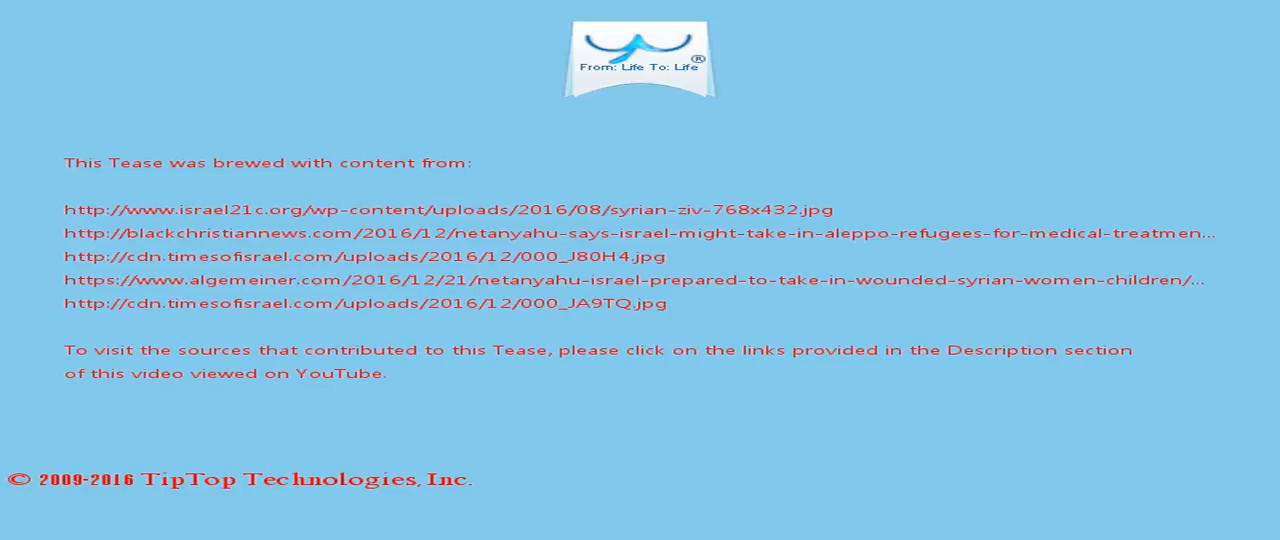 From: Life To: Life®
This Tease was brewed with content from:
http://www.israel21c.org/wp-content/uploads/2016/08/syrian-ziv-768x432.jpg
http://blackchristiannews.com/2016/12/netanyahu-says-israel-might-take-in-aleppo-refugees-for-medical-treatmen...
http://cdn.timesofisrael.com/uploads/2016/12/000_J80H4.jpg
https://www.algemeiner.com/2016/12/21/netanyahu-israel-prepared-to-take-in-wounded-syrian-women-children/...
http://cdn.timesofisrael.com/uploads/2016/12/000_JA9TQ.jpg
To visit the sources that contributed to this Tease, please click on the links provided in the Description section
of this video viewed on YouTube.
© 2009-2016 TipTop Technologies, Inc.